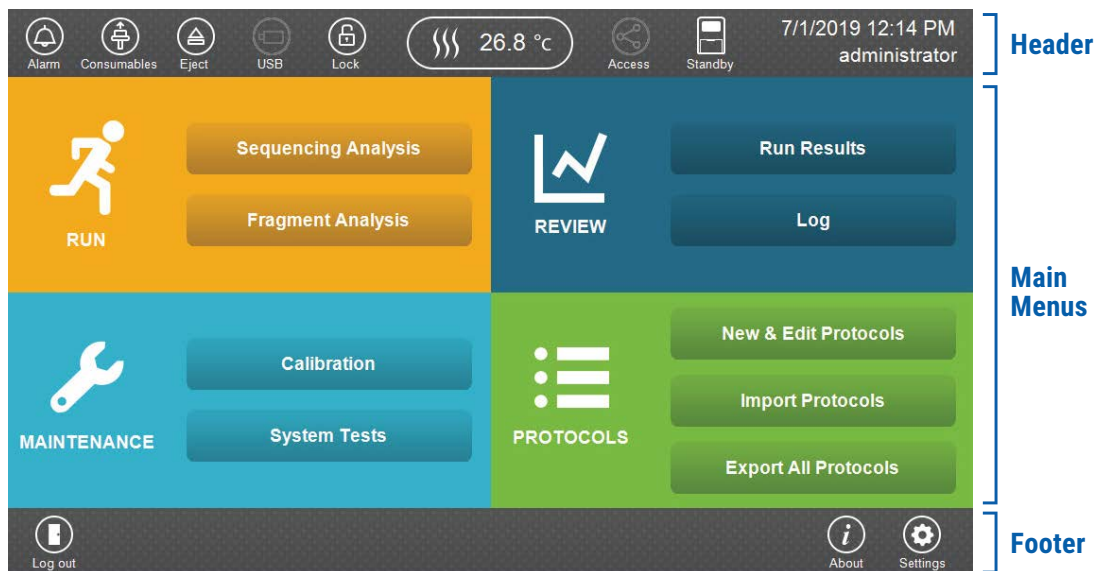 Alarm
Consumables
Eject
USB
Lock
26.8 °c
Access
Standby
7/1/2019 12:14 PM
administrator
Header
RUN
Sequencing Analysis
Fragment Analysis
REVIEW
Run Results
Log
MAINTENANCE
Calibration
System Tests
PROTOCOLS
New & Edit Protocols
Import Protocols
Export All Protocols
Main
Menus
Log out
i
About
Settings
Footer